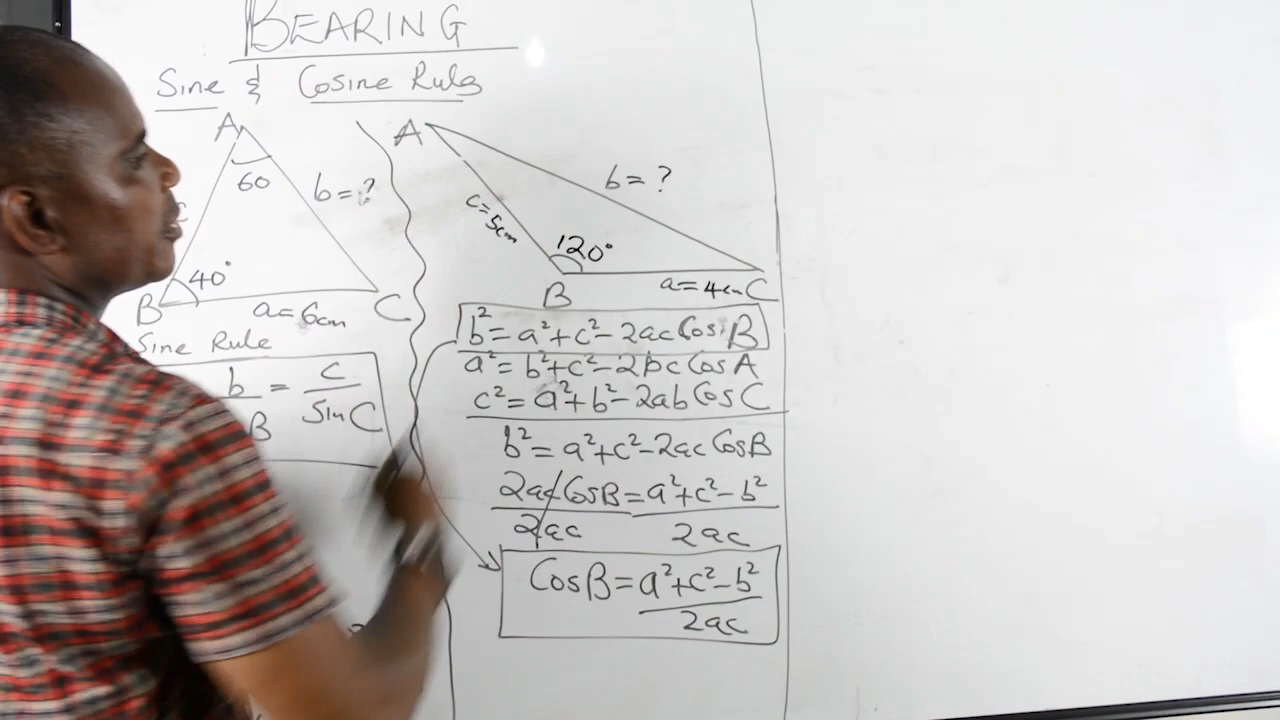 BEARING
Sine & Cosine Rules
A
60
b = ?
40°
B
a = 6cm
C
Sine Rule
b = c
B SinC
A
b = ?
c = 5cm
120°
B
a = 4cm C
b² = a² + c² - 2ac Cos B
a² = b² + c² - 2bc Cos A
c² = a² + b² - 2ab Cos C
b² = a² + c² - 2ac CosB
2ac CosB = a² + c² - b²
2ac 2ac
CosB = a² + c² - b²
2ac